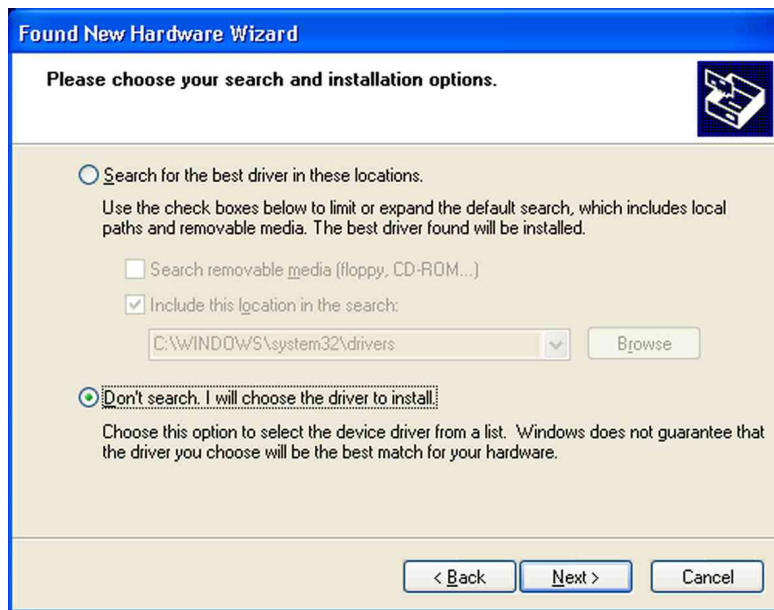 Found New Hardware Wizard
Please choose your search and installation options.
Search for the best driver in these locations.
Use the check boxes below to limit or expand the default search, which includes local
paths and removable media. The best driver found will be installed.
Search removable media (floppy, CD-ROM...)
Include this location in the search:
C:\WINDOWS\system32\drivers
Browse
Don't search. I will choose the driver to install.
Choose this option to select the device driver from a list. Windows does not guarantee that
the driver you choose will be the best match for your hardware.
< Back
Next >
Cancel